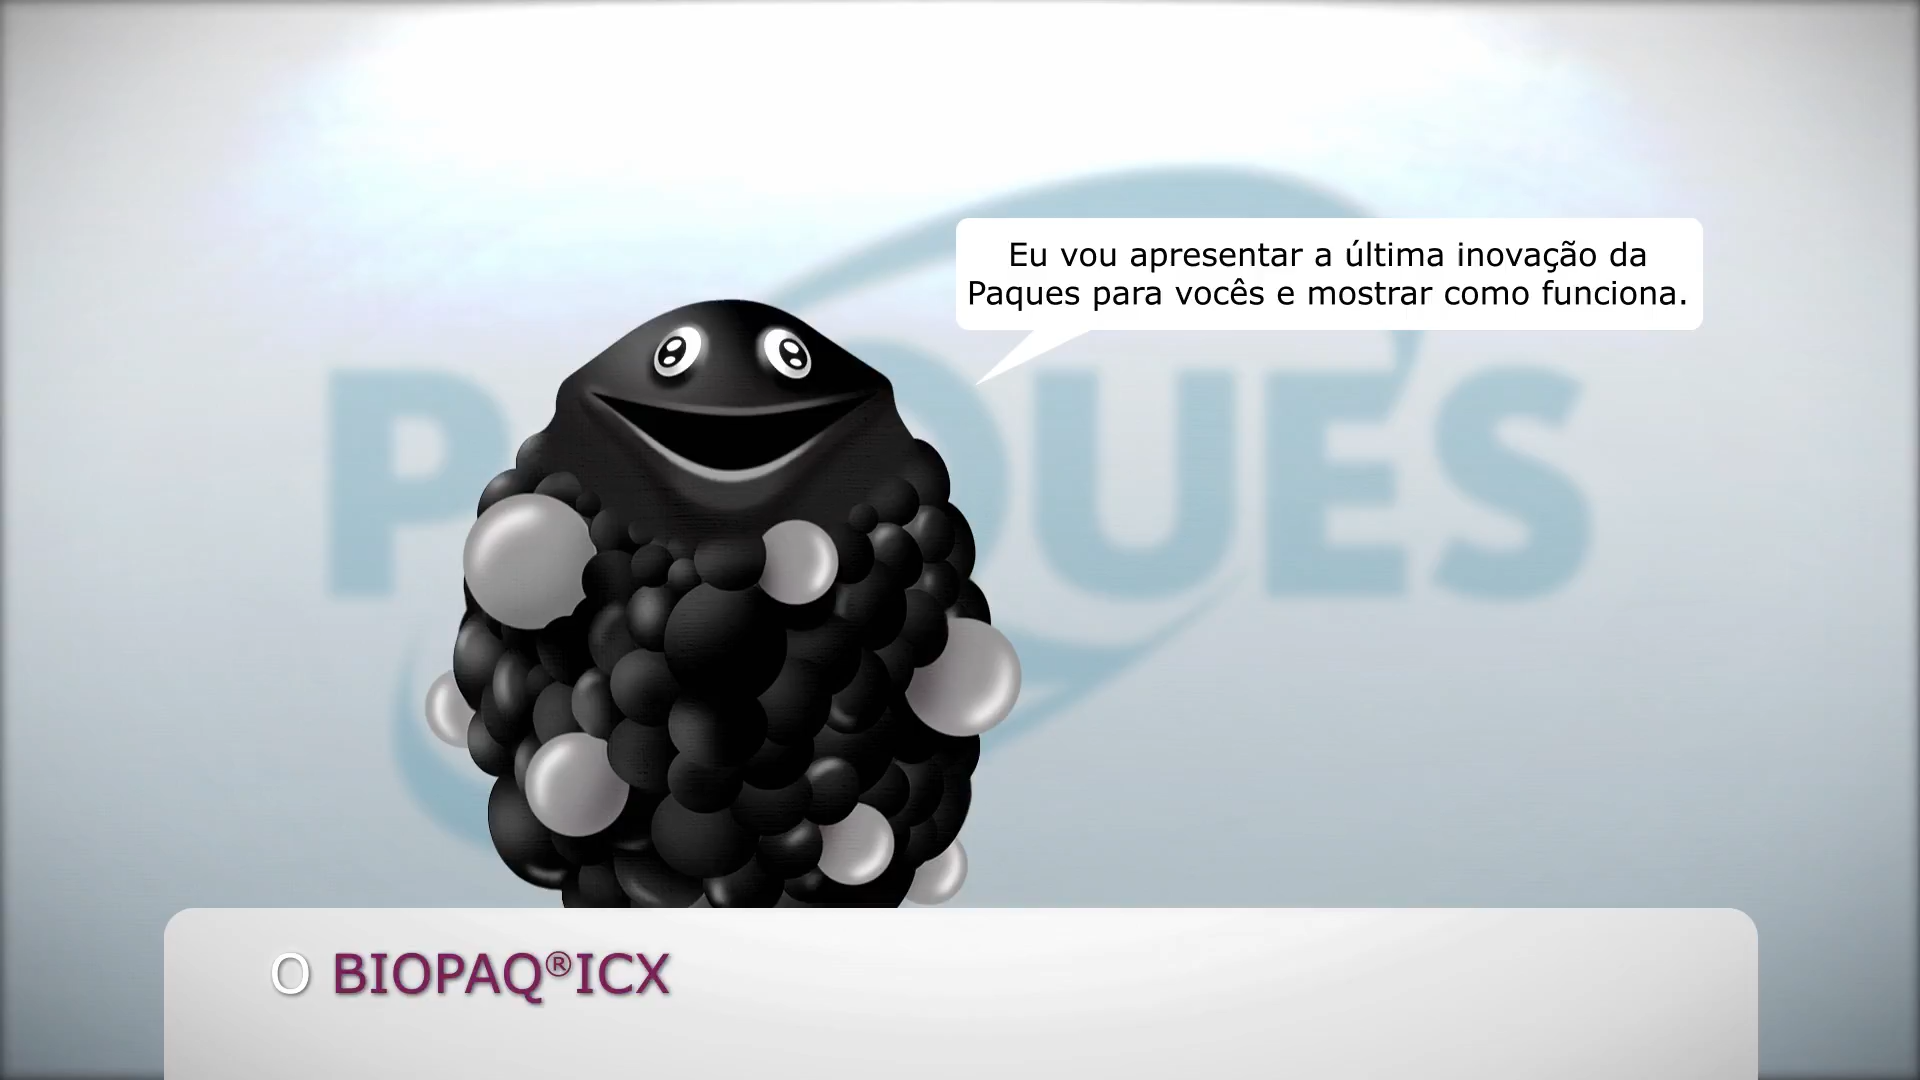 Eu vou apresentar a última inovação da
Paques para vocês e mostrar como funciona.
PAQUES
O BIOPAQ®ICX